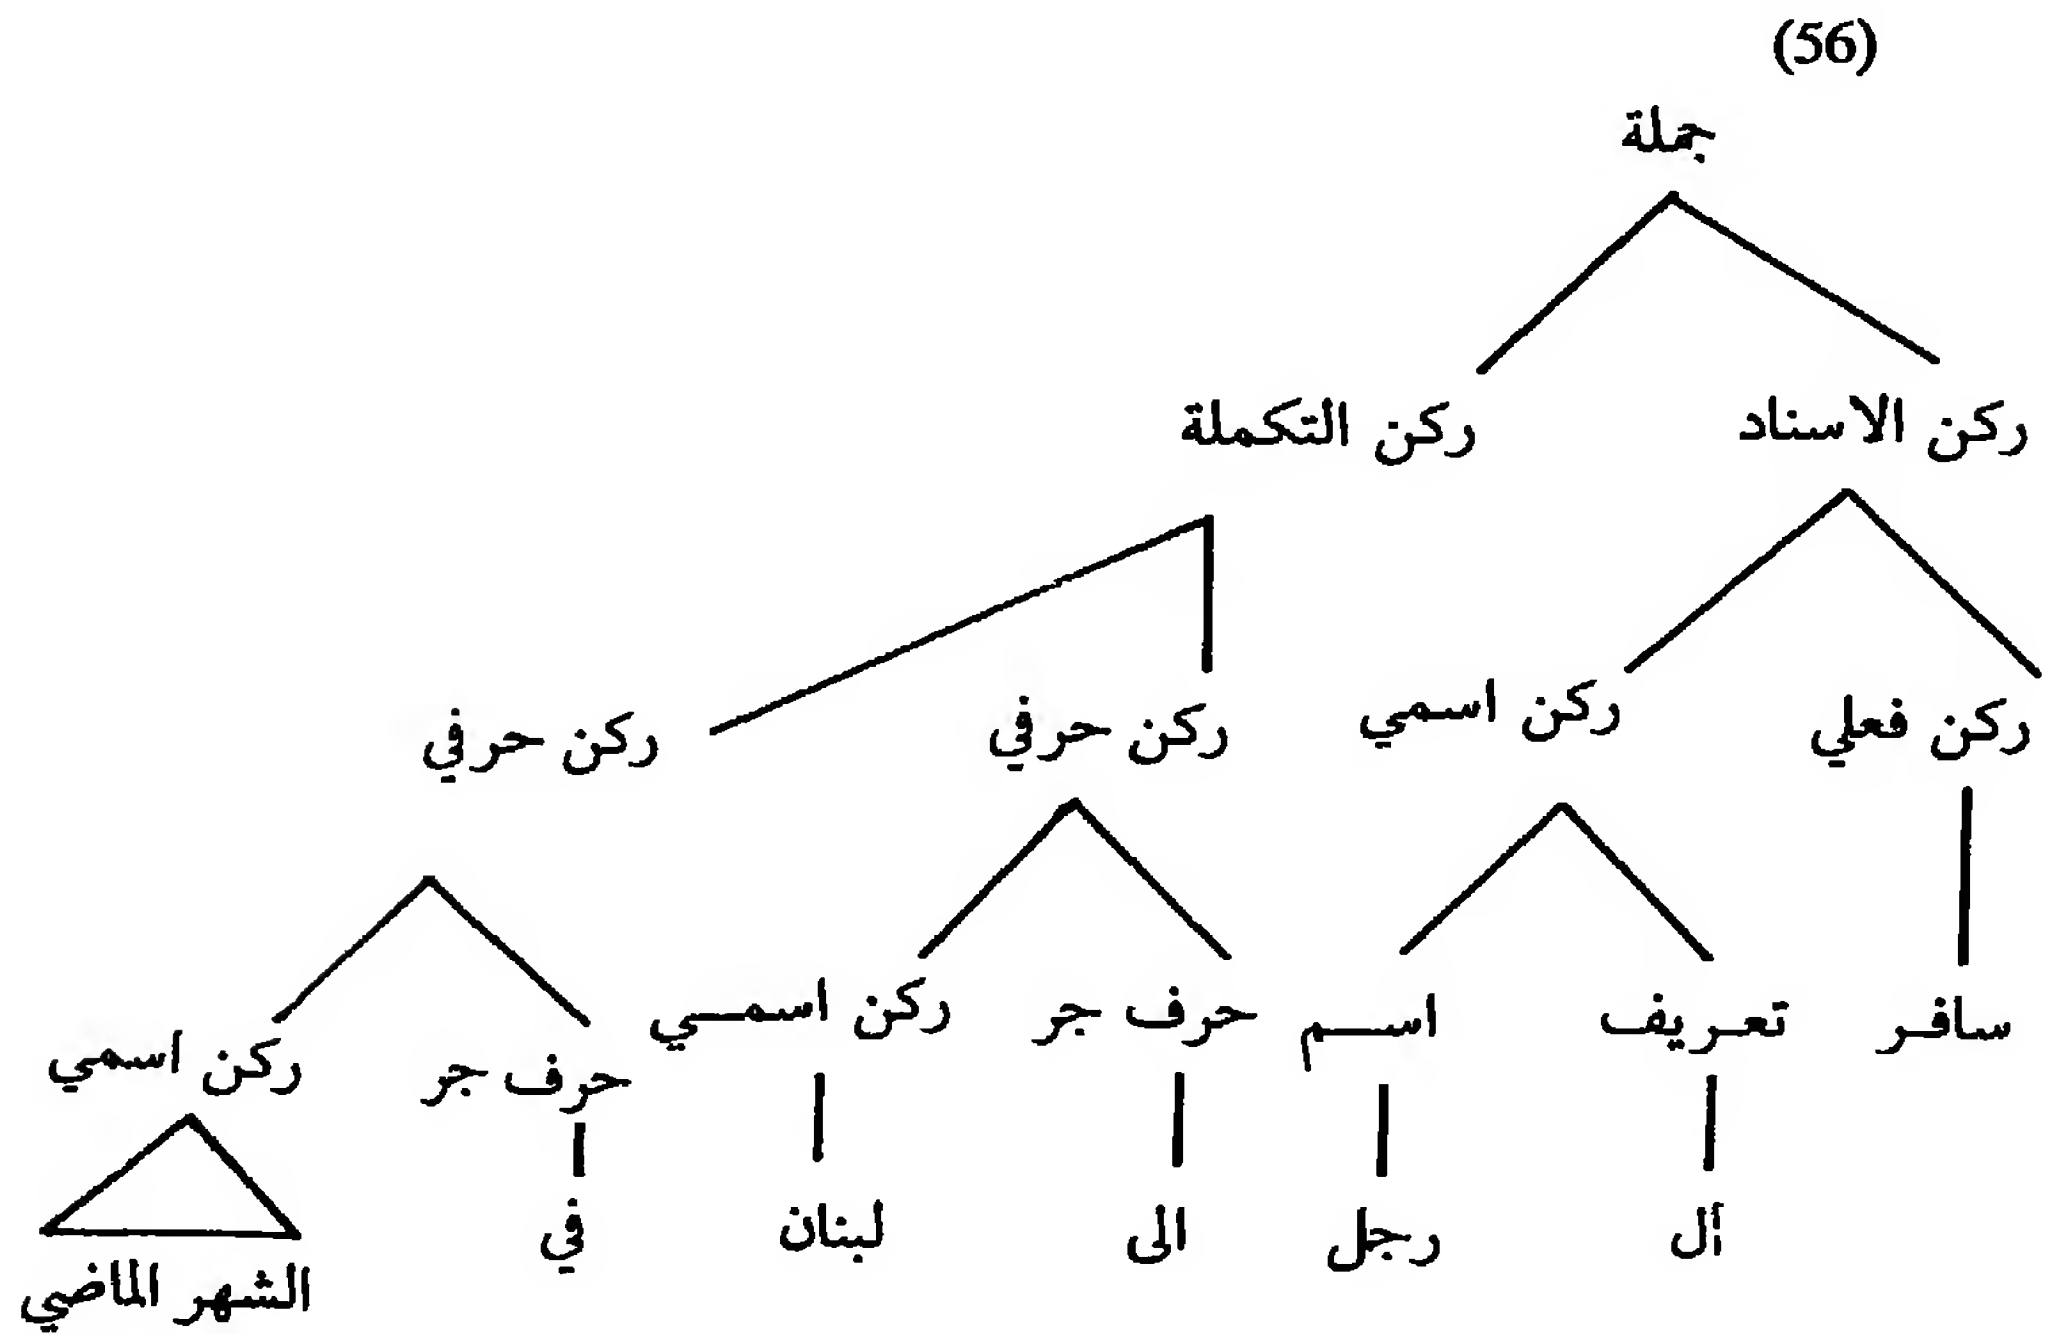 (56)
جملة
ركن الاسناد ركن التكملة
ركن فعلي ركن اسمي ركن حرفي ركن حرفي
سافر تعريف اسم حرف جر ركن اسمي حرف جر ركن اسمي
أل رجل الى لبنان في الشهر الماضي